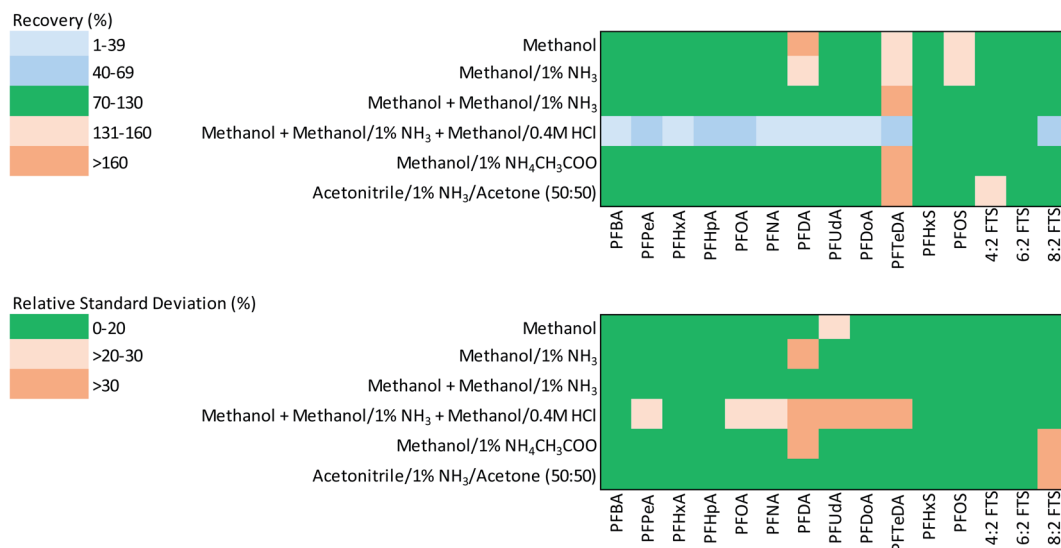 Recovery (%)
1-39
40-69
70-130
131-160
>160
Methanol
Methanol/1% NH₃
Methanol + Methanol/1% NH₃
Methanol + Methanol/1% NH₃ + Methanol/0.4M HCl
Methanol/1% NH₄CH₃COO
Acetonitrile/1% NH₃/Acetone (50:50)
PFBA
PFPeA
PFHxA
PFHpA
PFOA
PFNA
PFDA
PFUdA
PFDoA
PFTeDA
PFHxS
PFOS
4:2 FTS
6:2 FTS
8:2 FTS
Relative Standard Deviation (%)
0-20
>20-30
>30
Methanol
Methanol/1% NH₃
Methanol + Methanol/1% NH₃
Methanol + Methanol/1% NH₃ + Methanol/0.4M HCl
Methanol/1% NH₄CH₃COO
Acetonitrile/1% NH₃/Acetone (50:50)
PFBA
PFPeA
PFHxA
PFHpA
PFOA
PFNA
PFDA
PFUdA
PFDoA
PFTeDA
PFHxS
PFOS
4:2 FTS
6:2 FTS
8:2 FTS